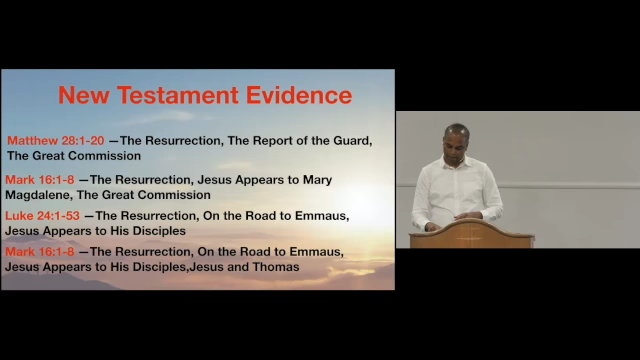 New Testament Evidence
Matthew 28:1-20 —The Resurrection, The Report of the Guard,
The Great Commission
Mark 16:1-8 —The Resurrection, Jesus Appears to Mary
Magdalene, The Great Commission
Luke 24:1-53 —The Resurrection, On the Road to Emmaus,
Jesus Appears to His Disciples
Mark 16:1-8 —The Resurrection, On the Road to Emmaus,
Jesus Appears to His Disciples,Jesus and Thomas